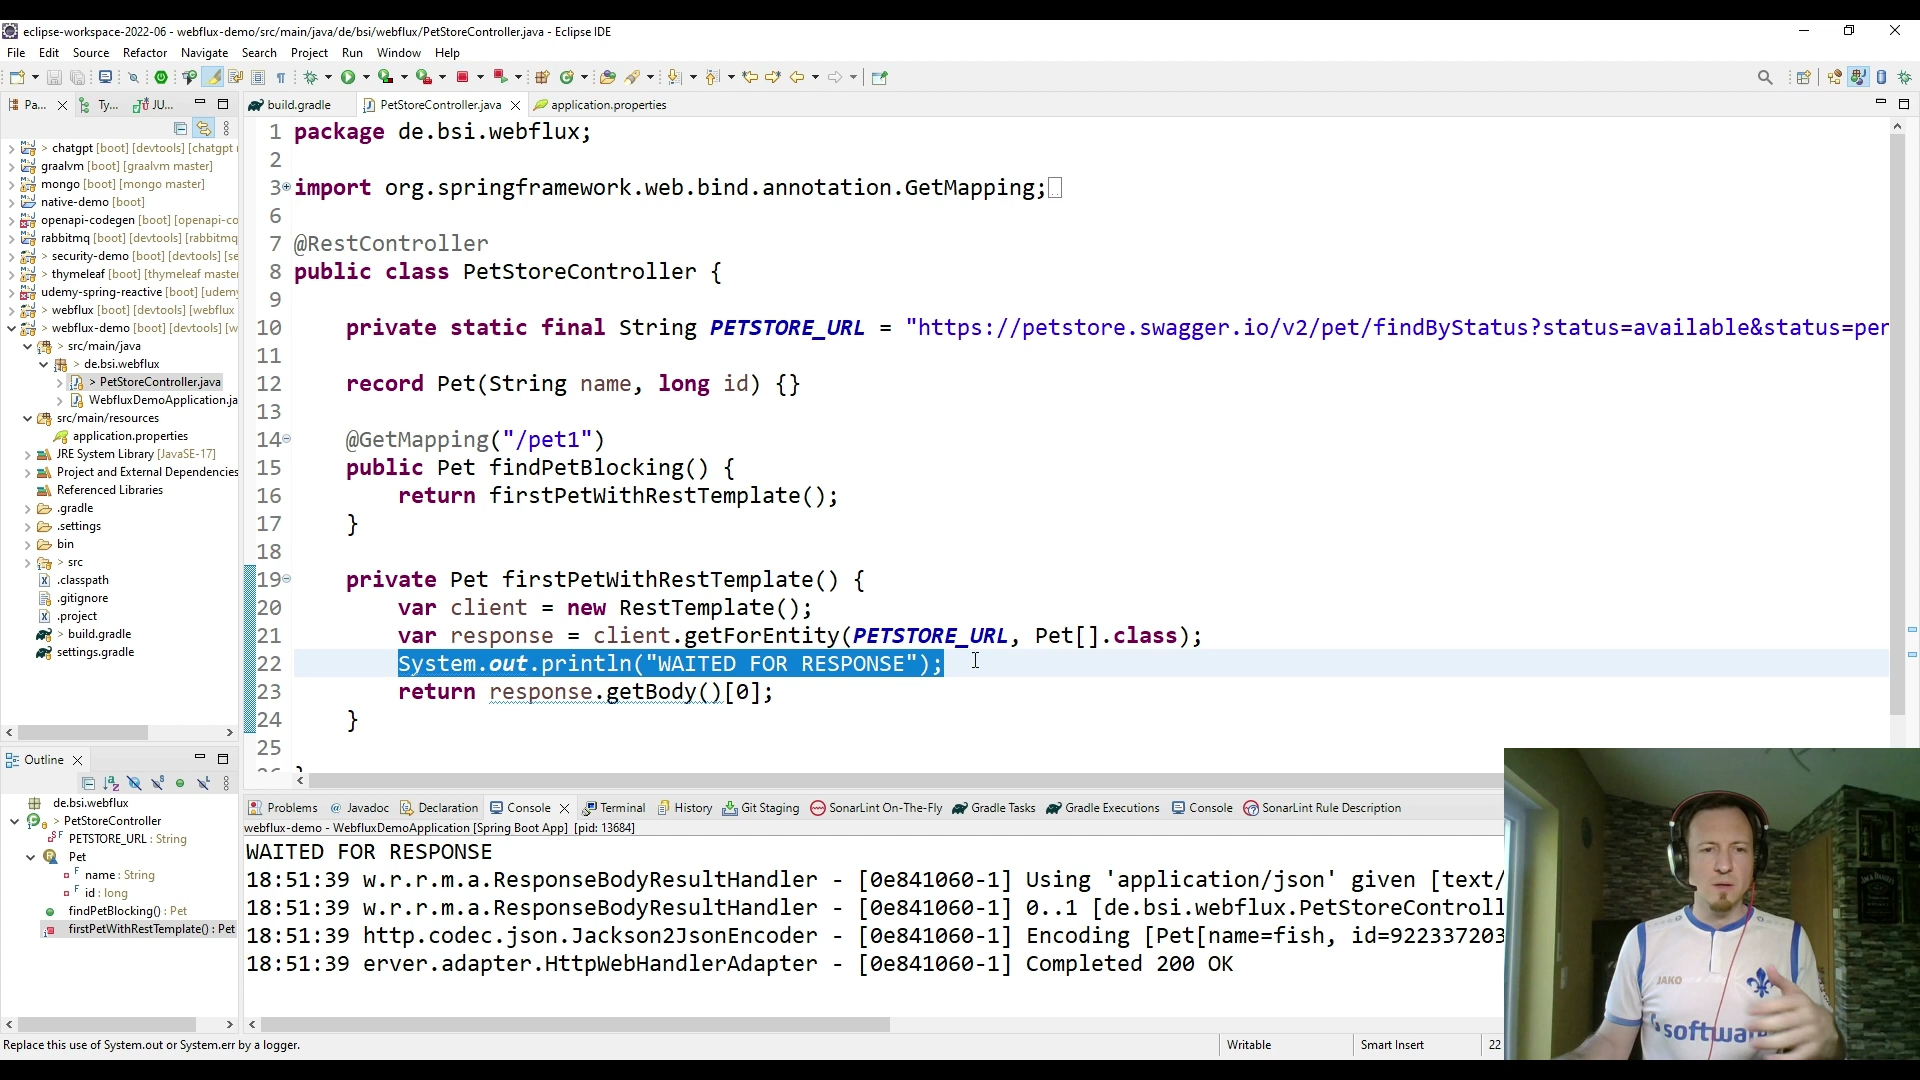 eclipse-workspace-2022-06 - webflux-demo/src/main/java/de/bsi/webflux/PetStoreController.java - Eclipse IDE
File Edit Source Refactor Navigate Search Project Run Window Help
Pa... Ty... JU...
build.gradle PetStoreController.java application.properties
> chatgpt [boot] [devtools] [chatgpt
graalvm [boot] [graalvm master]
mongo [boot] [mongo master]
native-demo [boot]
openapi-codegen [boot] [openapi-co
rabbitmq [boot] [devtools] [rabbitmq
> security-demo [boot] [devtools] [se
> thymeleaf [boot] [thymeleaf master
udemy-spring-reactive [boot] [udemy
> webflux [boot] [devtools] [webflux
> webflux-demo [boot] [devtools] [w
> src/main/java
> de.bsi.webflux
> PetStoreController.java
WebfluxDemoApplication.ja
src/main/resources
application.properties
JRE System Library [JavaSE-17]
Project and External Dependencies
Referenced Libraries
.gradle
.settings
bin
> src
.classpath
.gitignore
.project
> build.gradle
settings.gradle
1 package de.bsi.webflux;
2
3 import org.springframework.web.bind.annotation.GetMapping;
6
7 @RestController
8 public class PetStoreController {
9
10 private static final String PETSTORE_URL = "https://petstore.swagger.io/v2/pet/findByStatus?status=available&status=per
11
12 record Pet(String name, long id) {}
13
14 @GetMapping("/pet1")
15 public Pet findPetBlocking() {
16 return firstPetWithRestTemplate();
17 }
18
19 private Pet firstPetWithRestTemplate() {
20 var client = new RestTemplate();
21 var response = client.getForEntity(PETSTORE_URL, Pet[].class);
22 System.out.println("WAITED FOR RESPONSE");
23 return response.getBody()[0];
24 }
25
Outline
de.bsi.webflux
> PetStoreController
PETSTORE_URL : String
Pet
name : String
id : long
findPetBlocking() : Pet
firstPetWithRestTemplate() : Pet
Problems @ Javadoc Declaration Console Terminal History Git Staging SonarLint On-The-Fly Gradle Tasks Gradle Executions Console SonarLint Rule Description
webflux-demo - WebfluxDemoApplication [Spring Boot App] [pid: 13684]
WAITED FOR RESPONSE
18:51:39 w.r.r.m.a.ResponseBodyResultHandler - [0e841060-1] Using 'application/json' given [text/
18:51:39 w.r.r.m.a.ResponseBodyResultHandler - [0e841060-1] 0..1 [de.bsi.webflux.PetStoreControll
18:51:39 http.codec.json.Jackson2JsonEncoder - [0e841060-1] Encoding [Pet[name=fish, id=922337203
18:51:39 erver.adapter.HttpWebHandlerAdapter - [0e841060-1] Completed 200 OK
Replace this use of System.out or System.err by a logger.
Writable Smart Insert 22
JAKO
softwar